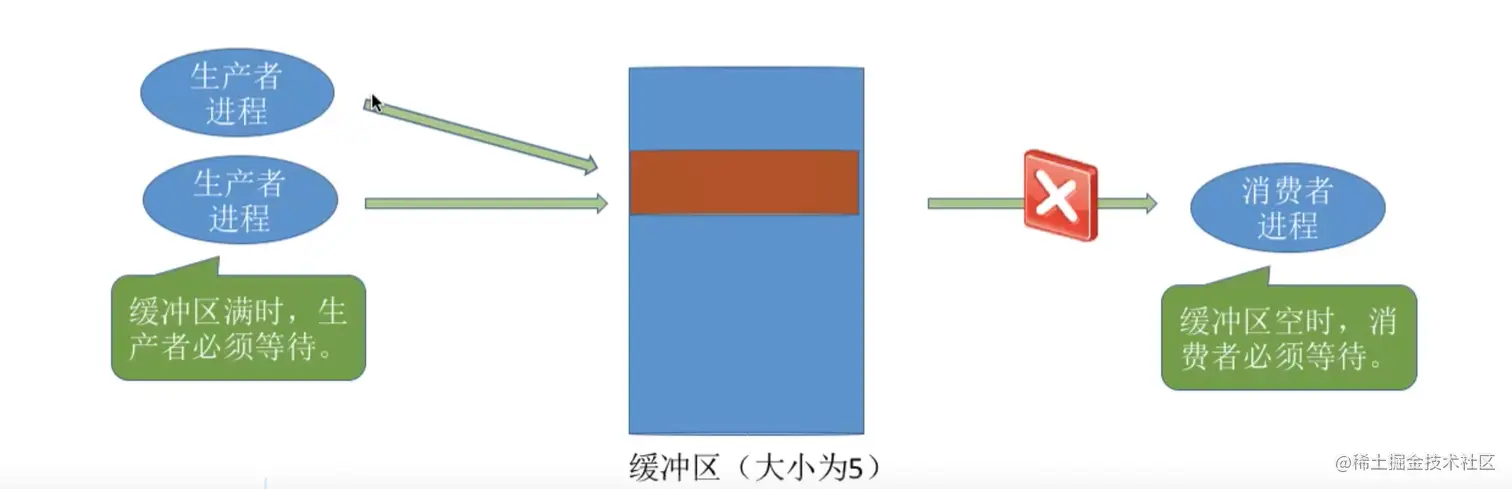 生产者
进程
生产者
进程
缓冲区满时，生
产者必须等待。
消费者
进程
缓冲区空时，消
费者必须等待。
缓冲区（大小为5）
@稀土掘金技术社区